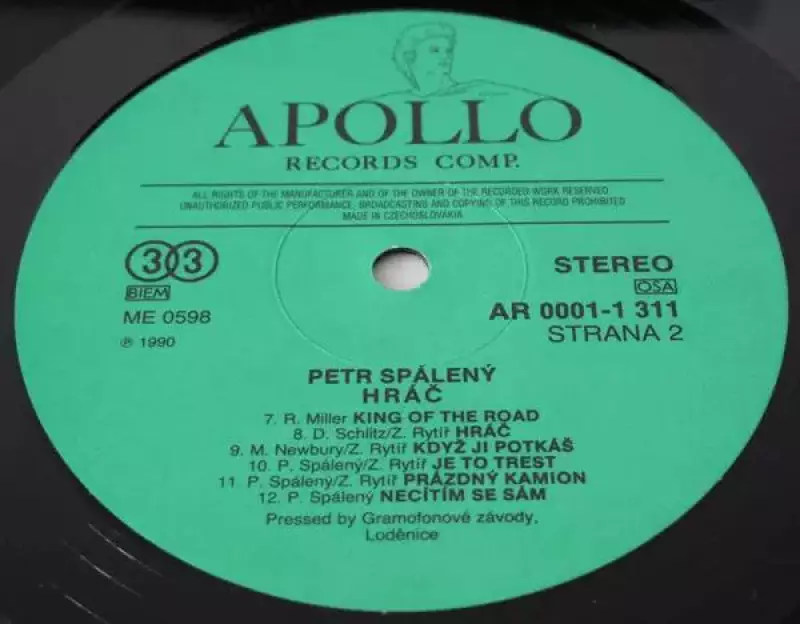 APOLLO
RECORDS COMP.
ALL RIGHTS OF THE MANUFACTURER AND OF THE OWNER OF THE RECORDED WORK RESERVED
UNAUTHORIZED PUBLIC PERFORMANCE, BROADCASTING AND COPYING OF THIS RECORD PROHIBITED
MADE IN CZECHOSLOVAKIA
33
STEREO
BIEM
OSA
ME 0598
AR 0001-1 311
℗ 1990
STRANA 2
PETR SPÁLENÝ
HRÁČ
7. R. Miller KING OF THE ROAD
8. D. Schlitz/Z. Rytíř HRÁČ
9. M. Newbury/Z. Rytíř KDYŽ JI POTKÁŠ
10. P. Spálený/Z. Rytíř JE TO TREST
11. P. Spálený/Z. Rytíř PRÁZDNÝ KAMION
12. P. Spálený NECÍTÍM SE SÁM
Pressed by Gramofonové závody,
Loděnice